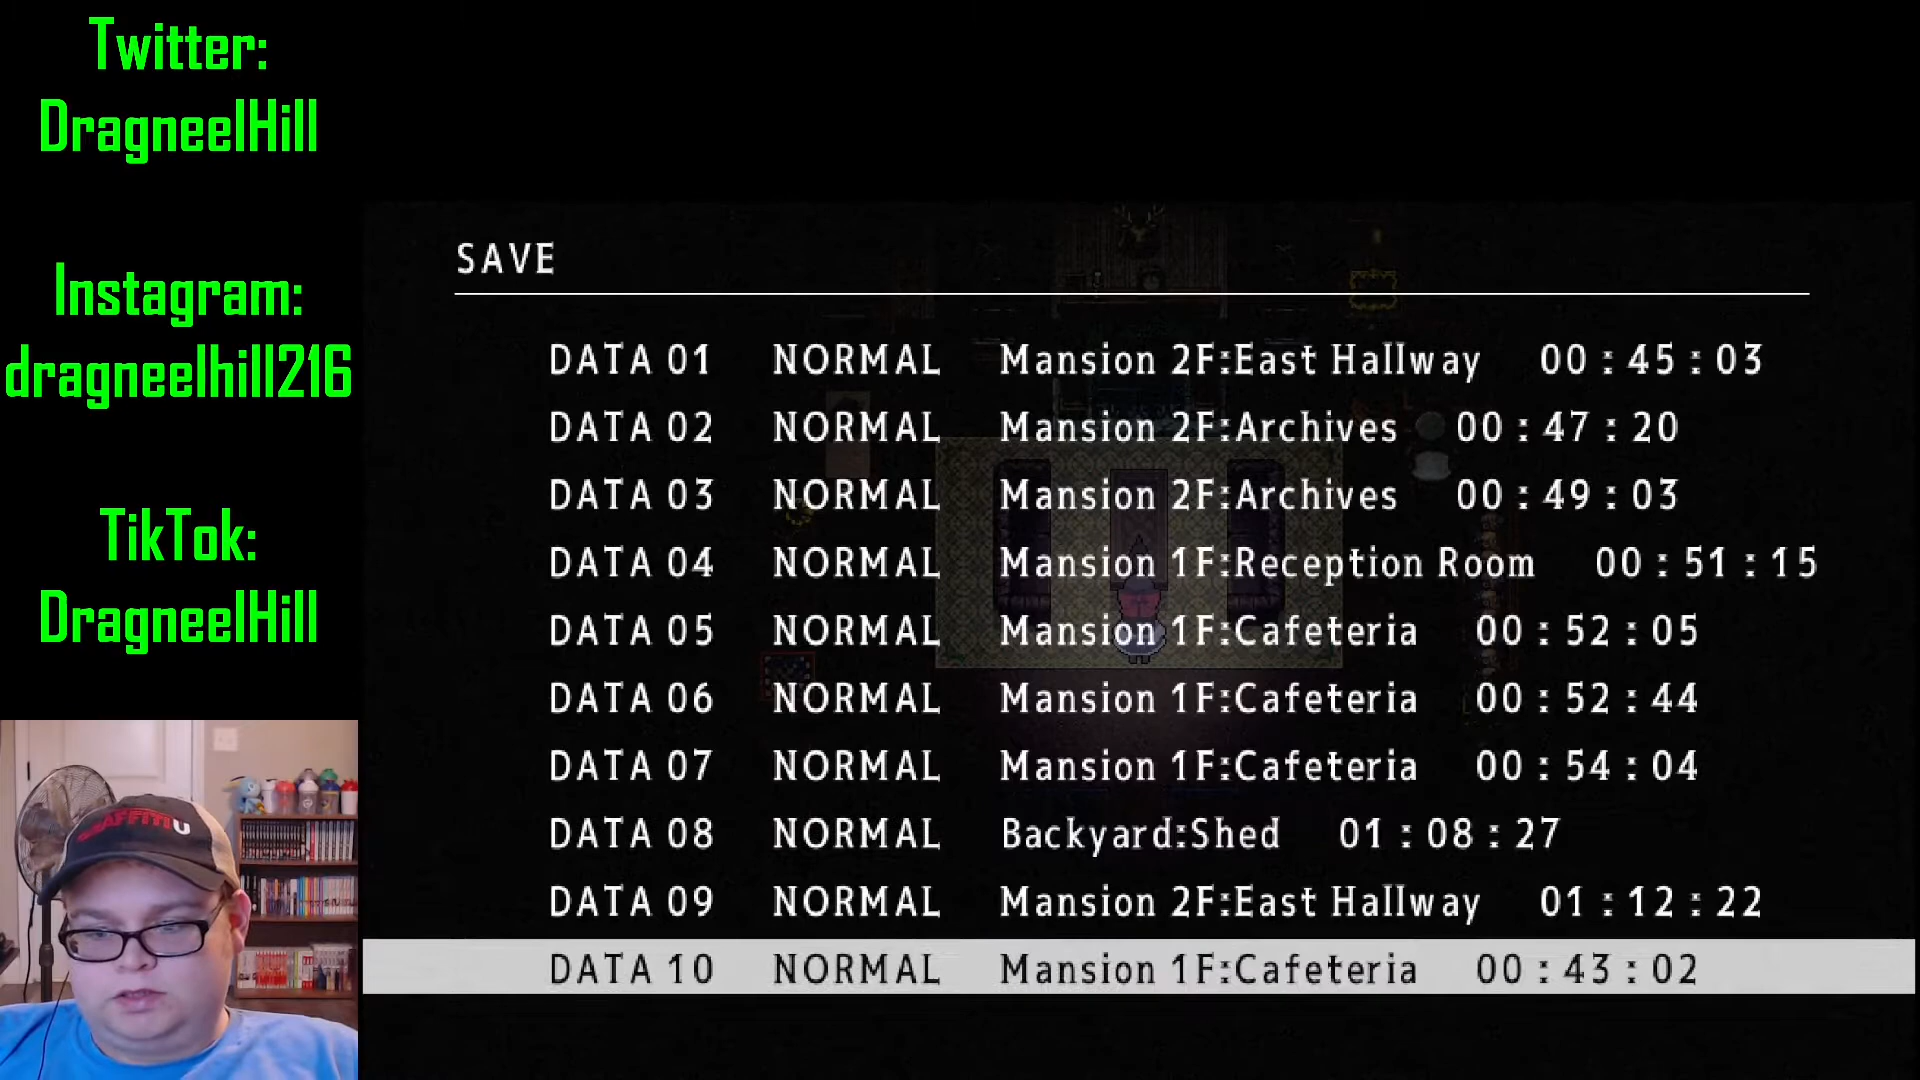 Twitter:
DragneelHill
Instagram:
dragneelhill216
TikTok:
DragneelHill
SAVE
DATA 01 NORMAL Mansion 2F:East Hallway 00:45:03
DATA 02 NORMAL Mansion 2F:Archives 00:47:20
DATA 03 NORMAL Mansion 2F:Archives 00:49:03
DATA 04 NORMAL Mansion 1F:Reception Room 00:51:15
DATA 05 NORMAL Mansion 1F:Cafeteria 00:52:05
DATA 06 NORMAL Mansion 1F:Cafeteria 00:52:44
DATA 07 NORMAL Mansion 1F:Cafeteria 00:54:04
DATA 08 NORMAL Backyard:Shed 01:08:27
DATA 09 NORMAL Mansion 2F:East Hallway 01:12:22
DATA 10 NORMAL Mansion 1F:Cafeteria 00:43:02
GRAFFITIU